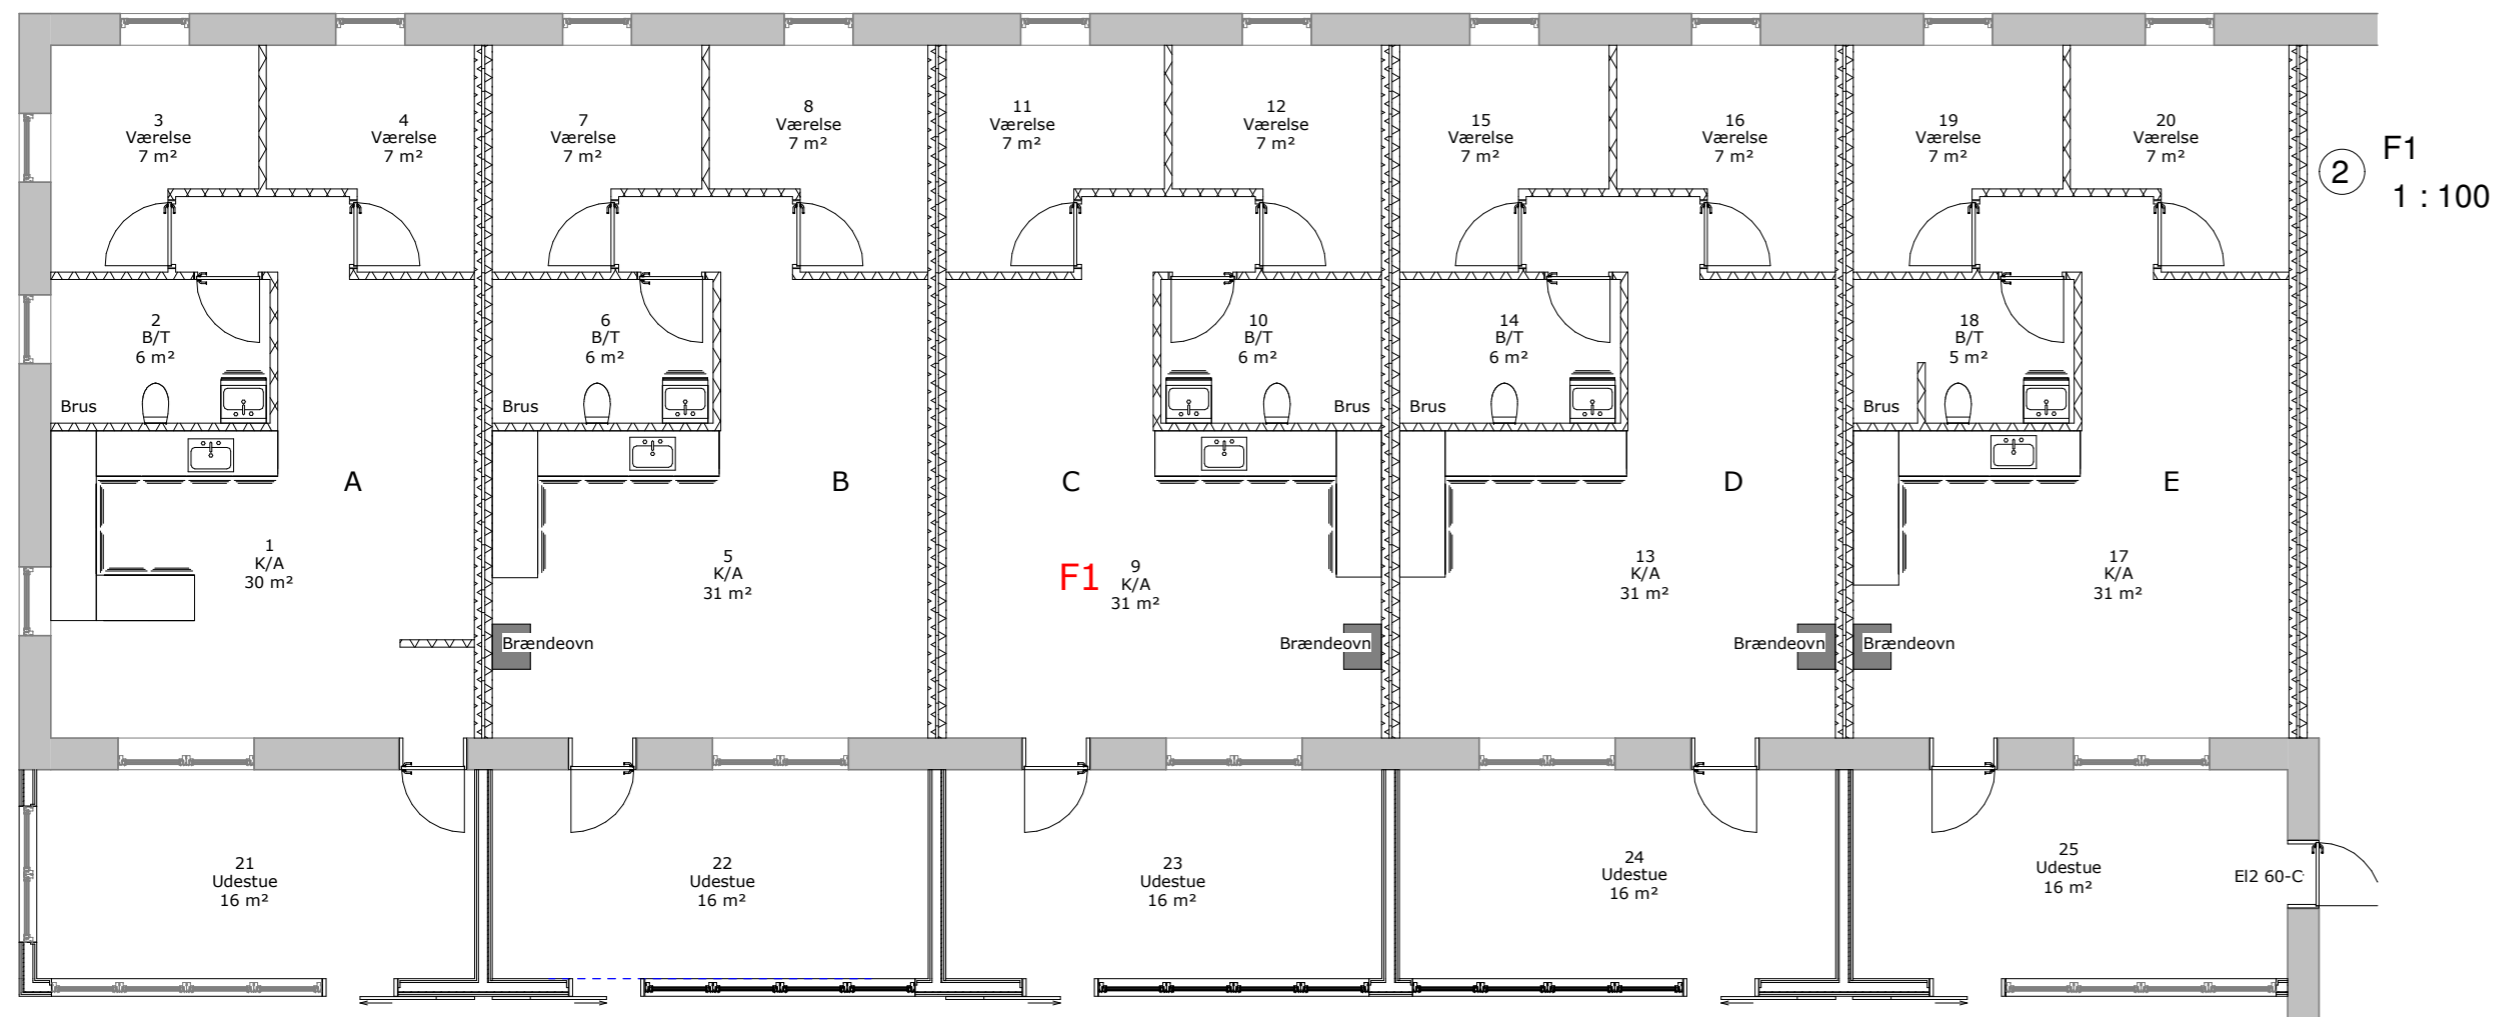 3
Værelse
7 m²
4
Værelse
7 m²
7
Værelse
7 m²
8
Værelse
7 m²
11
Værelse
7 m²
12
Værelse
7 m²
15
Værelse
7 m²
16
Værelse
7 m²
19
Værelse
7 m²
20
Værelse
7 m²
2
F1
1 : 100
2
B/T
6 m²
Brus
6
B/T
6 m²
Brus
10
B/T
6 m²
Brus
14
B/T
6 m²
Brus
18
B/T
5 m²
Brus
A
B
C
D
E
1
K/A
30 m²
5
K/A
31 m²
F1
9
K/A
31 m²
13
K/A
31 m²
17
K/A
31 m²
Brændeovn
Brændeovn
Brændeovn
Brændeovn
21
Udestue
16 m²
22
Udestue
16 m²
23
Udestue
16 m²
24
Udestue
16 m²
25
Udestue
16 m²
EI2 60-C